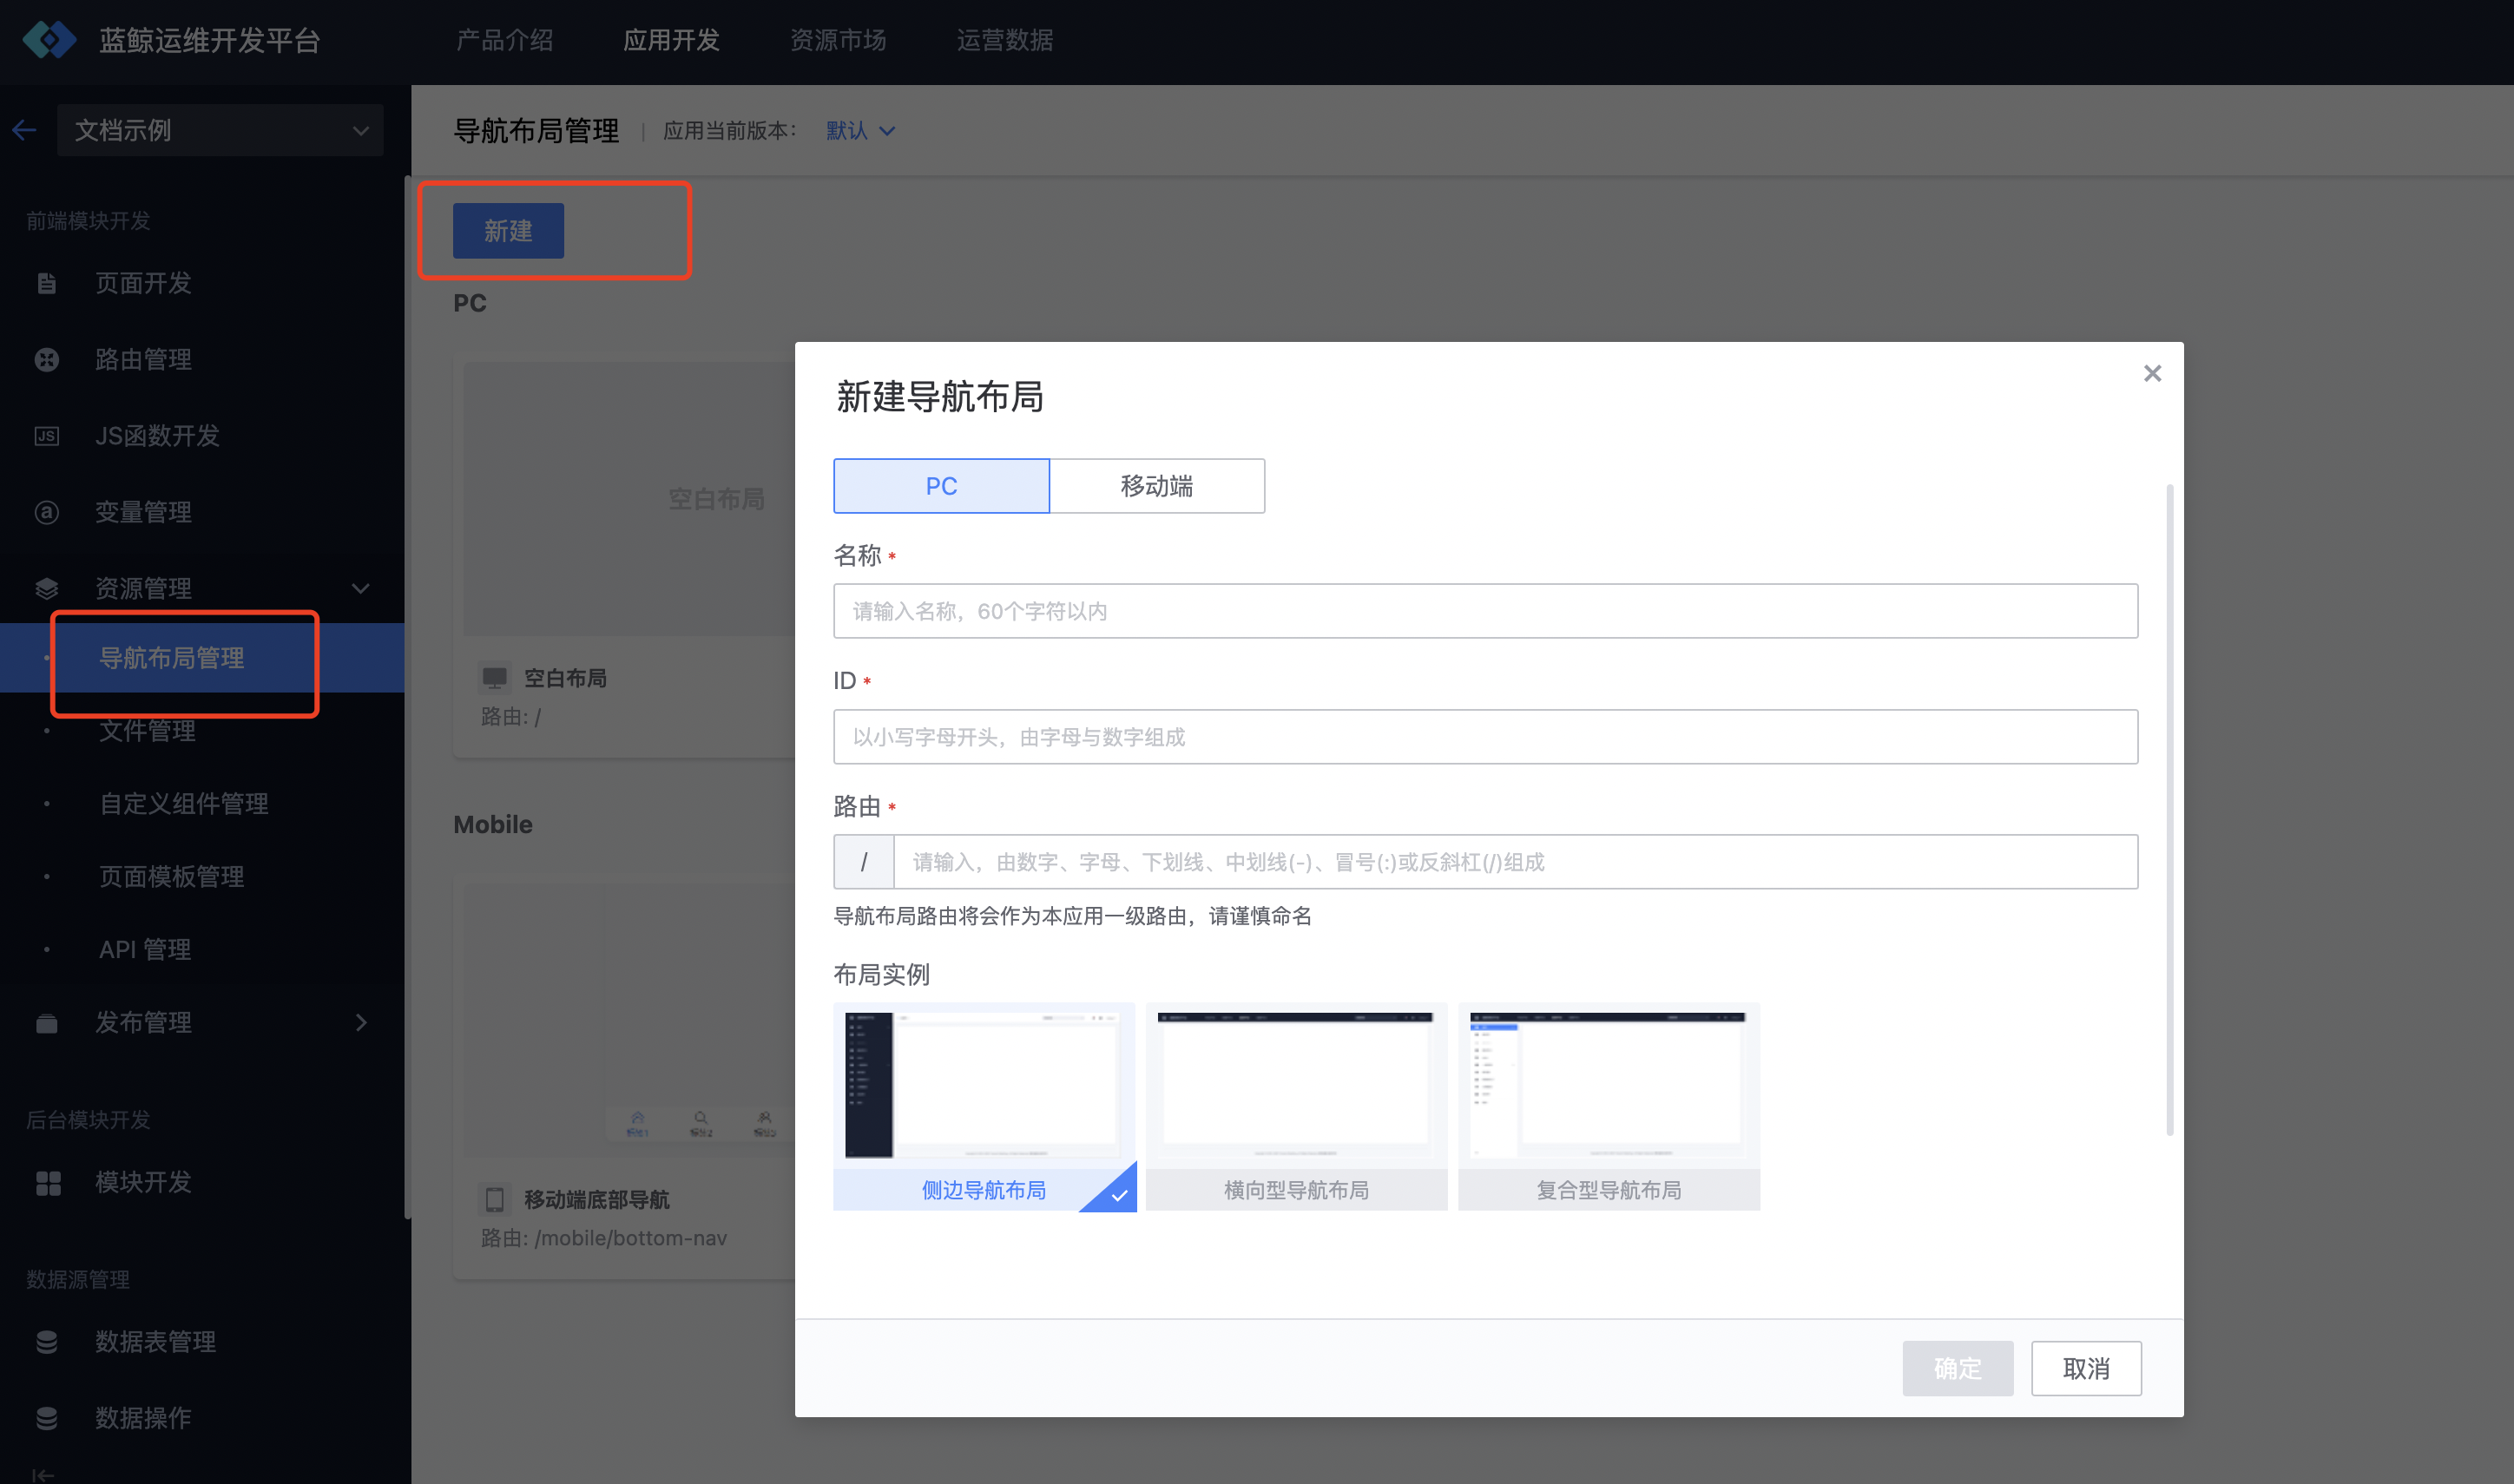 蓝鲸运维开发平台
产品介绍 应用开发 资源市场 运营数据
文档示例
前端模块开发
页面开发
路由管理
JS
JS函数开发
a
变量管理
资源管理
导航布局管理
文件管理
自定义组件管理
页面模板管理
API 管理
发布管理
后台模块开发
模块开发
数据源管理
数据表管理
数据操作
导航布局管理 | 应用当前版本： 默认
新建
PC
空白布局
空白布局
路由: /
Mobile
移动端底部导航
路由: /mobile/bottom-nav
新建导航布局
PC 移动端
名称 *
请输入名称，60个字符以内
ID *
以小写字母开头，由字母与数字组成
路由 *
/ 请输入，由数字、字母、下划线、中划线(-)、冒号(:)或反斜杠(/)组成
导航布局路由将会作为本应用一级路由，请谨慎命名
布局实例
侧边导航布局 横向型导航布局 复合型导航布局
确定 取消